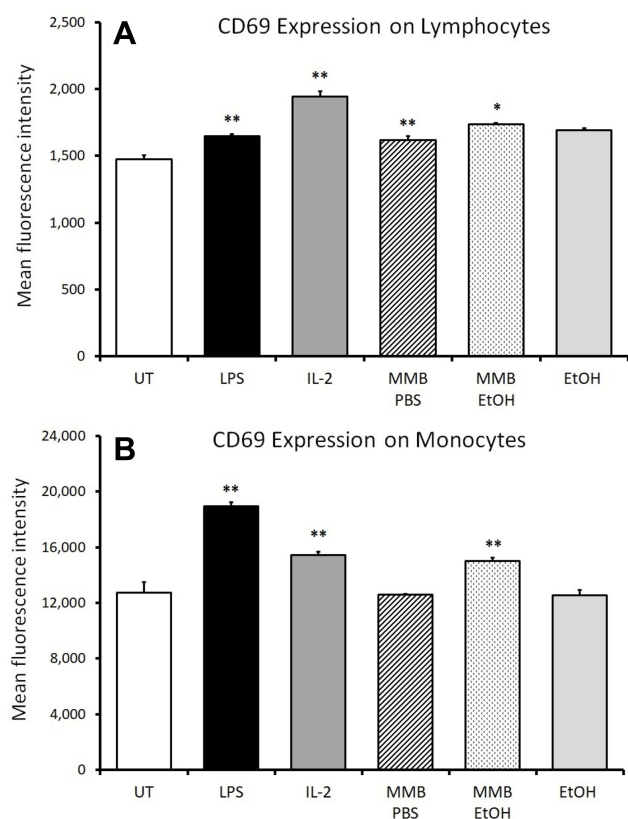 A
CD69 Expression on Lymphocytes
Mean fluorescence intensity
2,500
2,000
1,500
1,000
500
0
**
**
**
*
UT LPS IL-2 MMB PBS MMB EtOH EtOH
B
CD69 Expression on Monocytes
Mean fluorescence intensity
24,000
20,000
16,000
12,000
8,000
4,000
0
**
**
**
UT LPS IL-2 MMB PBS MMB EtOH EtOH